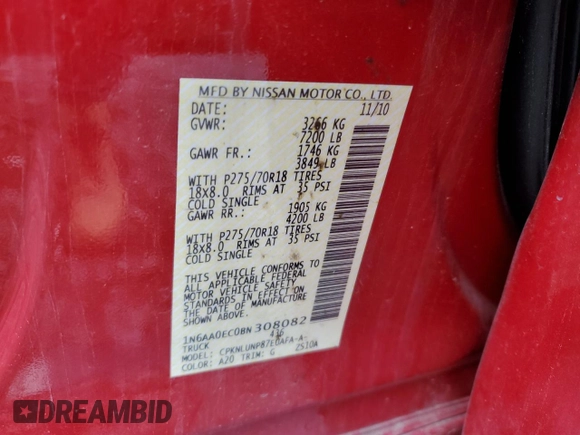 MFD BY NISSAN MOTOR CO., LTD.
DATE: 11/10
GVWR: 3266 KG
7200 LB
GAWR FR.: 1746 KG
3849 LB
WITH P275/70R18 TIRES
18X8.0 RIMS AT 35 PSI
COLD SINGLE
GAWR RR.: 1905 KG
4200 LB
WITH P275/70R18 TIRES
18X8.0 RIMS AT 35 PSI
COLD SINGLE
THIS VEHICLE CONFORMS TO
ALL APPLICABLE FEDERAL
MOTOR VEHICLE SAFETY
STANDARDS IN EFFECT ON
THE DATE OF MANUFACTURE
SHOWN ABOVE.
1N6AA0EC0BN308082
TRUCK 436
MODEL: CPKNLUNP87E0AFA-A-
COLOR: A20 TRIM: G 2S10A
DREAMBID